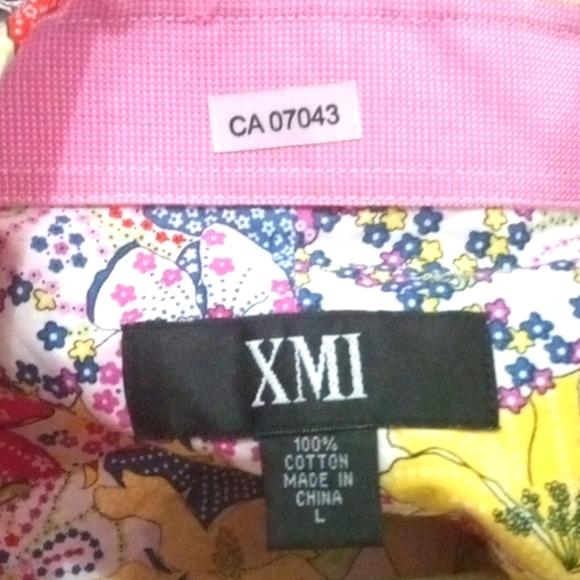 CA 07043
XMI
100%
COTTON
MADE IN
CHINA
L